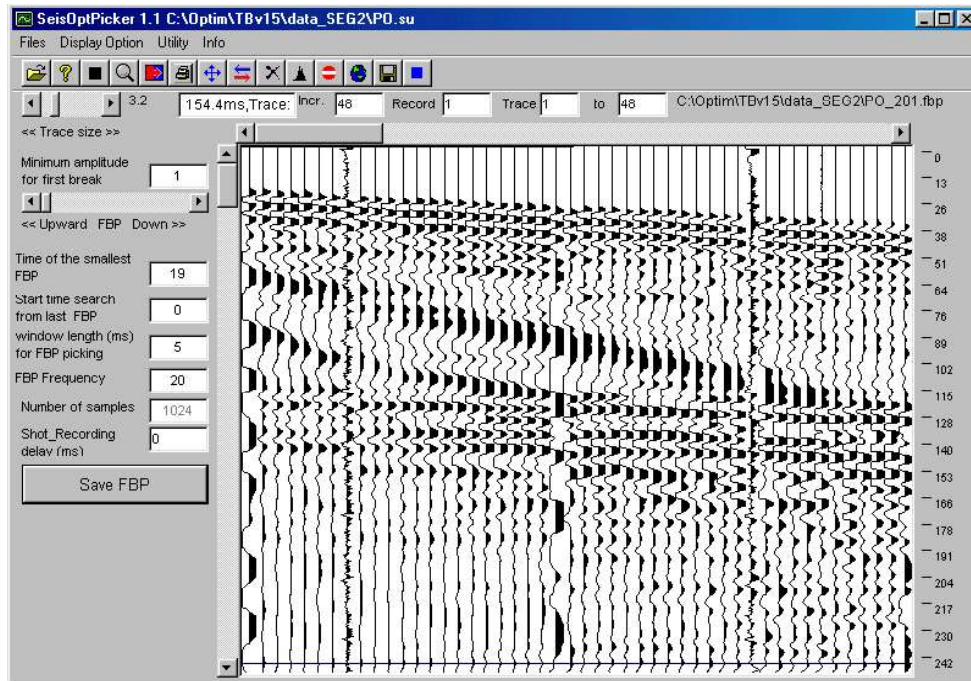 SeisOptPicker 1.1 C:\Optim\TBv15\data_SEG2\PO.su
Files Display Option Utility Info
3.2 154.4ms,Trace: Incr. 48 Record 1 Trace 1 to 48 C:\Optim\TBv15\data_SEG2\PO_201.fbp
<< Trace size >>
Minimum amplitude
for first break 1
<< Upward FBP Down >>
Time of the smallest
FBP 19
Start time search
from last FBP 0
window length (ms)
for FBP picking 5
FBP Frequency 20
Number of samples 1024
Shot_Recording
delay (ms) 0
Save FBP
0
13
26
38
51
64
76
89
102
115
128
140
153
166
178
191
204
217
230
242